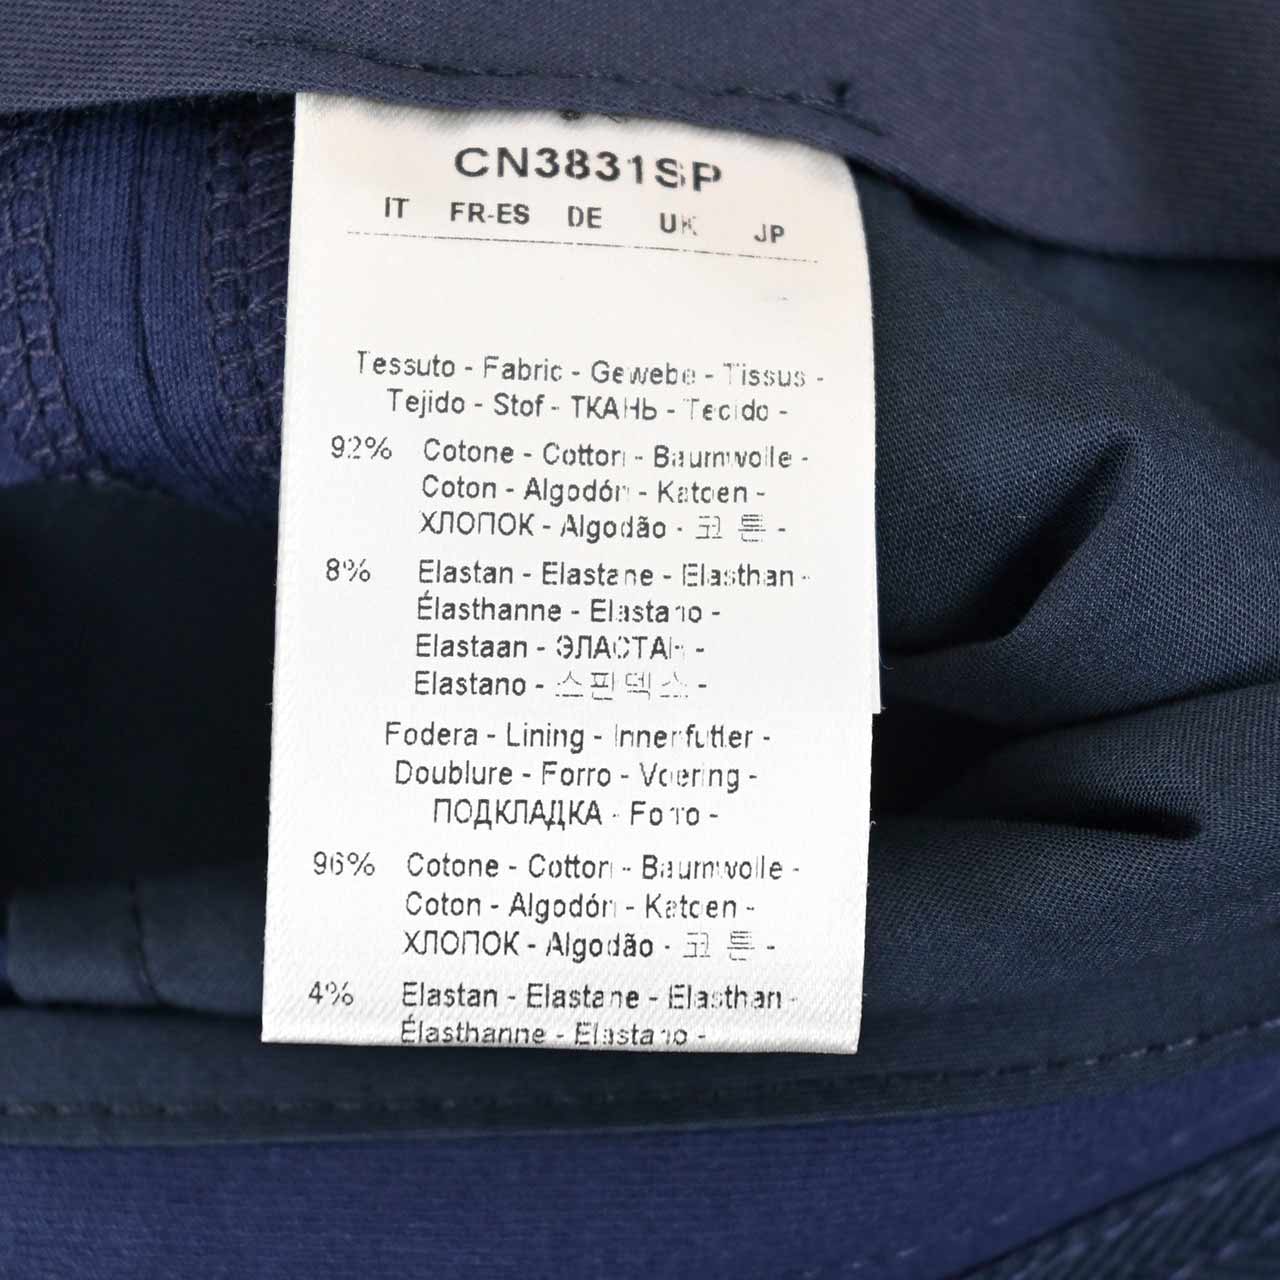 CN3831SP
IT FR-ES DE UK JP
Tessuto - Fabric - Gewebe - Tissus -
Tejido - Stof - ТКАНЬ - Tecido -
92% Cotone - Cotton - Baumwolle -
Coton - Algodón - Katoen -
ХЛОПОК - Algodão - 코 튼 -
8% Elastan - Elastane - Elasthan -
Élasthanne - Elastano -
Elastaan - ЭЛАСТАН -
Elastano - 스판덱스 -
Fodera - Lining - Innenfutter -
Doublure - Forro - Voering -
ПОДКЛАДКА - Forro -
96% Cotone - Cotton - Baumwolle -
Coton - Algodón - Katoen -
ХЛОПОК - Algodão - 코 튼 -
4% Elastan - Elastane - Elasthan -
Élasthanne - Elastano -